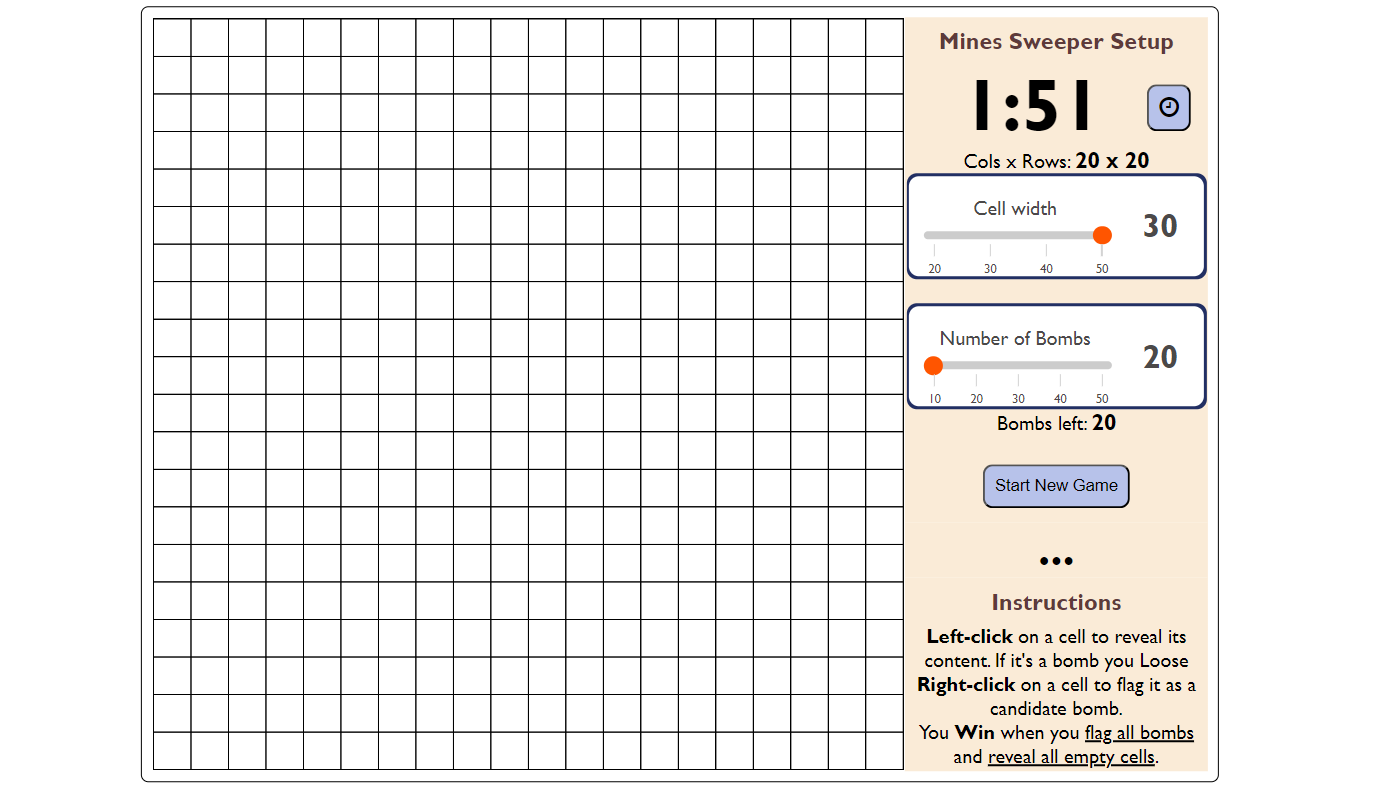 Mines Sweeper Setup
1:51
Cols x Rows: 20 x 20
Cell width
30
20 30 40 50
Number of Bombs
20
10 20 30 40 50
Bombs left: 20
Start New Game
•••
Instructions
Left-click on a cell to reveal its
content. If it's a bomb you Loose
Right-click on a cell to flag it as a
candidate bomb.
You Win when you flag all bombs
and reveal all empty cells.